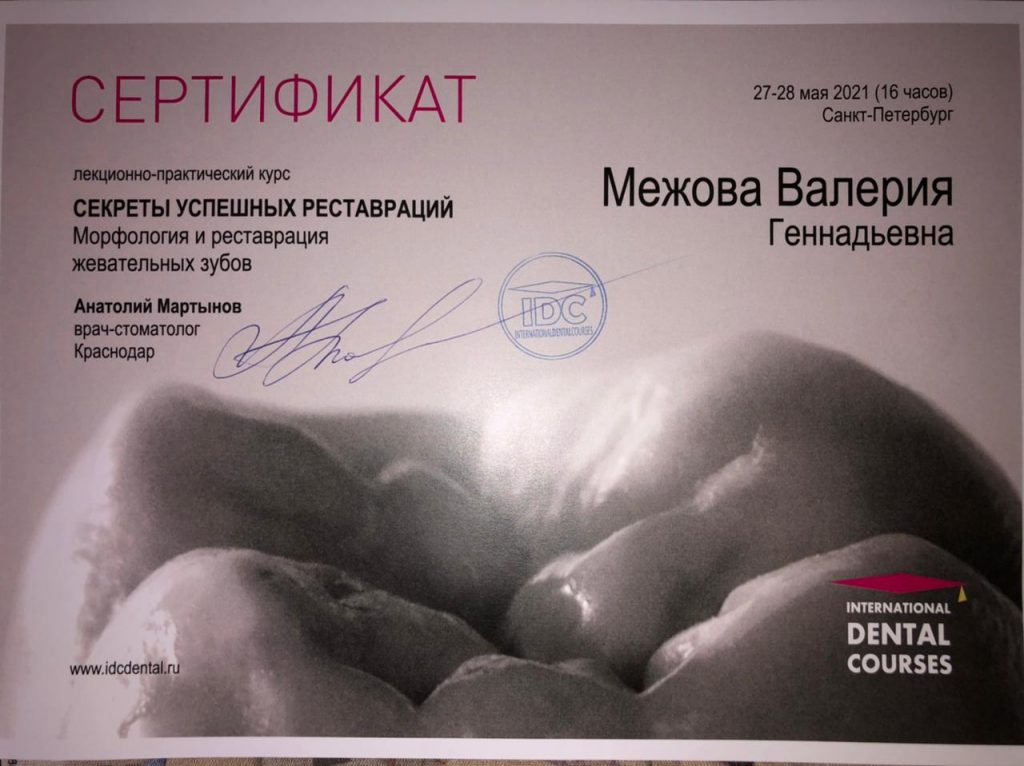 СЕРТИФИКАТ
27-28 мая 2021 (16 часов)
Санкт-Петербург
лекционно-практический курс
СЕКРЕТЫ УСПЕШНЫХ РЕСТАВРАЦИЙ
Морфология и реставрация
жевательных зубов
Межова Валерия
Геннадьевна
Анатолий Мартынов
врач-стоматолог
Краснодар
IDC
INTERNATIONAL DENTAL COURSES
www.idcdental.ru
INTERNATIONAL
DENTAL
COURSES